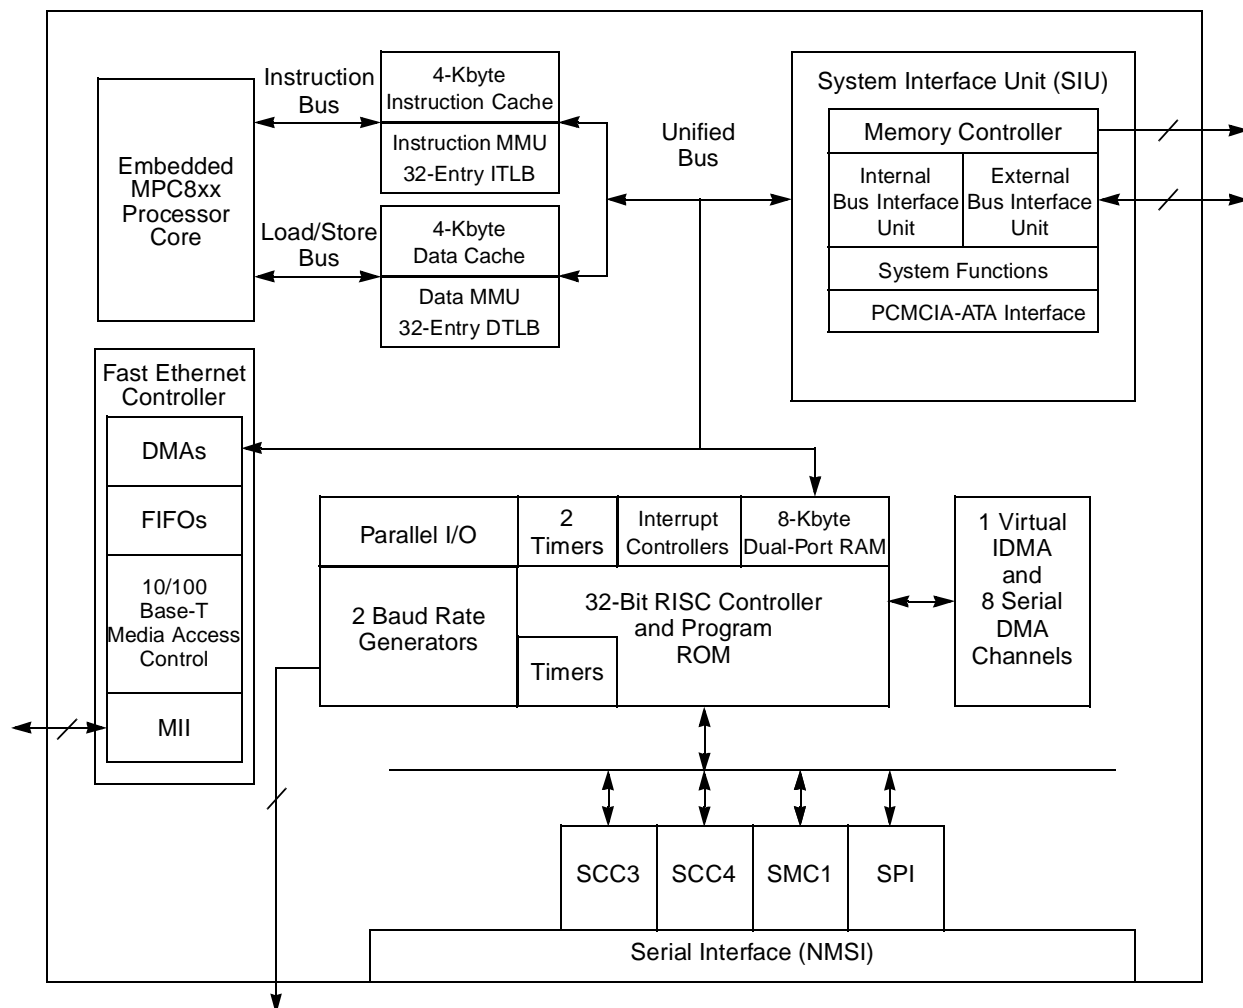 Embedded
MPC8xx
Processor
Core
Instruction
Bus
Load/Store
Bus
4-Kbyte
Instruction Cache
Instruction MMU
32-Entry ITLB
4-Kbyte
Data Cache
Data MMU
32-Entry DTLB
Unified
Bus
System Interface Unit (SIU)
Memory Controller
Internal
Bus Interface
Unit
External
Bus Interface
Unit
System Functions
PCMCIA-ATA Interface
Fast Ethernet
Controller
DMAs
FIFOs
10/100
Base-T
Media Access
Control
MII
Parallel I/O
2
Timers
Interrupt
Controllers
8-Kbyte
Dual-Port RAM
2 Baud Rate
Generators
32-Bit RISC Controller
and Program
ROM
Timers
1 Virtual
IDMA
and
8 Serial
DMA
Channels
SCC3
SCC4
SMC1
SPI
Serial Interface (NMSI)